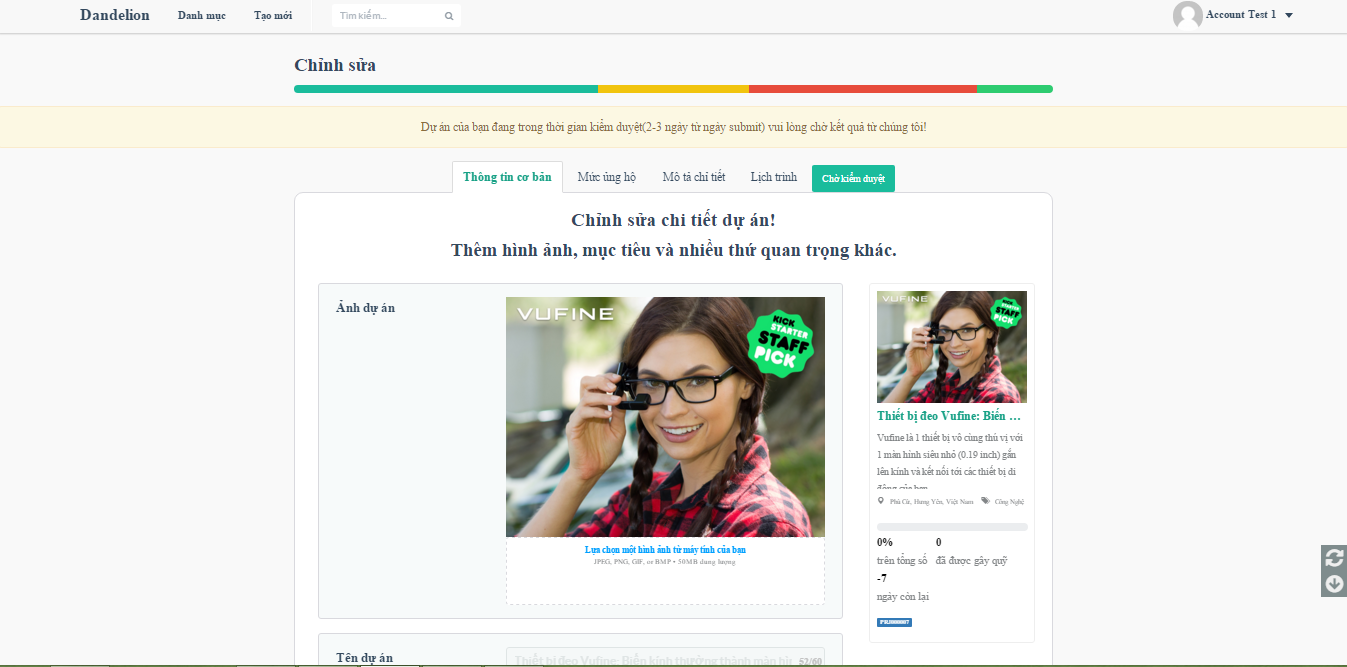 Dandelion Danh mục Tạo mới Tìm kiếm... Account Test 1
Chỉnh sửa
Dự án của bạn đang trong thời gian kiểm duyệt(2-3 ngày từ ngày submit) vui lòng chờ kết quả từ chúng tôi!
Thông tin cơ bản Mức ủng hộ Mô tả chi tiết Lịch trình Chờ kiểm duyệt
Chỉnh sửa chi tiết dự án!
Thêm hình ảnh, mục tiêu và nhiều thứ quan trọng khác.
Ảnh dự án
VUFINE
KICK
STARTER
STAFF
PICK
Lựa chọn một hình ảnh từ máy tính của bạn
JPEG, PNG, GIF, or BMP • 50MB dung lượng
Tên dự án
Thiết bị đeo Vufine: Biến kính thường thành màn hì 52/60
VUFINE
KICK
STARTER
STAFF
PICK
Thiết bị đeo Vufine: Biến ...
Vufine là 1 thiết bị vô cùng thú vị với
1 màn hình siêu nhỏ (0.19 inch) gắn
lên kính và kết nối tới các thiết bị di
động của bạn
Phù Cừ, Hưng Yên, Việt Nam Công Nghệ
0% 0
trên tổng số đã được gây quỹ
-7
ngày còn lại
PRJ000007